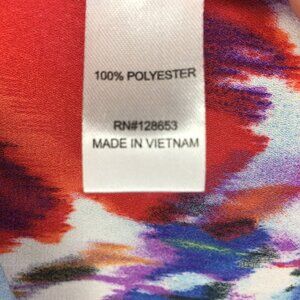 100% POLYESTER
RN#128653
MADE IN VIETNAM